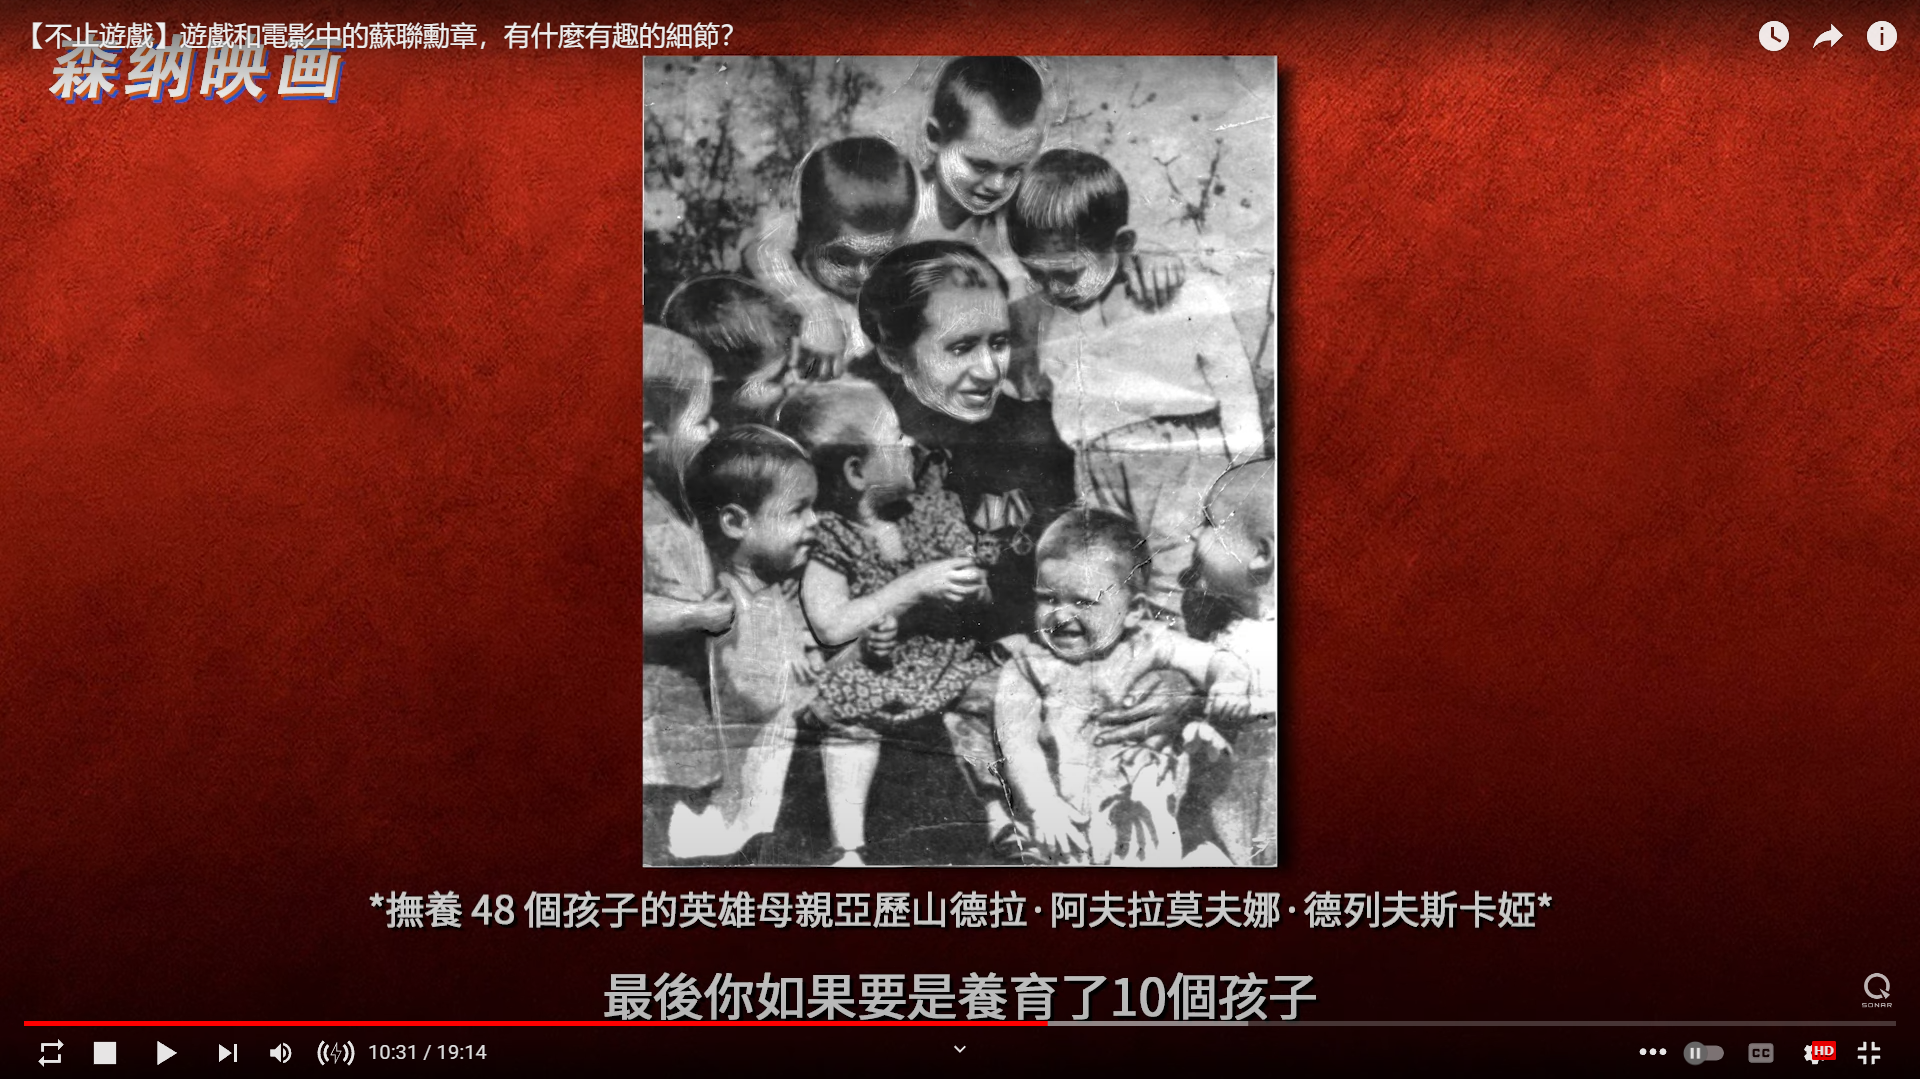 【不止遊戲】遊戲和電影中的蘇聯勳章，有什麼有趣的細節？
森纳映画
*撫養 48 個孩子的英雄母親亞歷山德拉·阿夫拉莫夫娜·德列夫斯卡婭*
最後你如果要是養育了10個孩子
SONAR
10:31 / 19:14
CC
HD